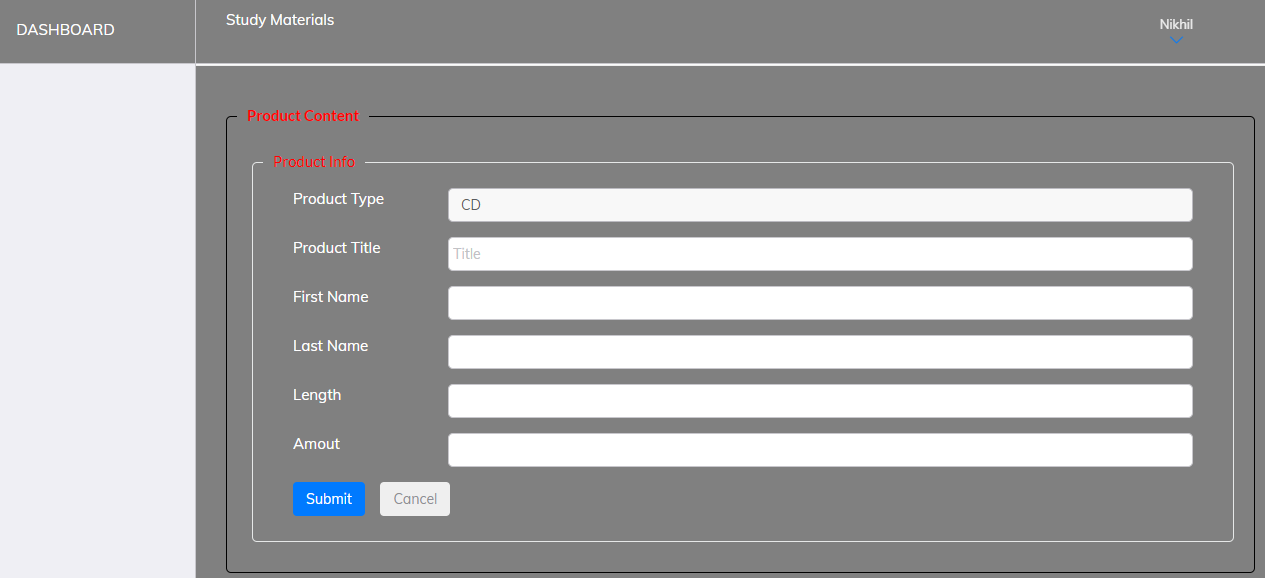 DASHBOARD
Study Materials
Nikhil
Product Content
Product Info
Product Type
CD
Product Title
Title
First Name
Last Name
Length
Amout
Submit
Cancel